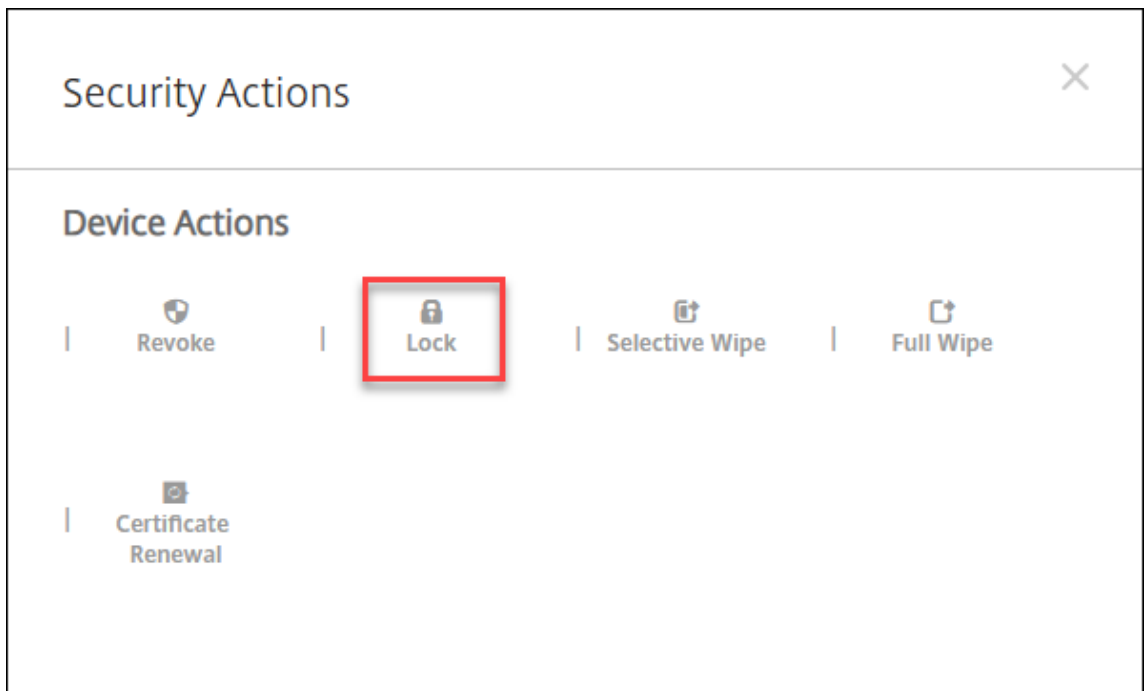 Security Actions
Device Actions
| Revoke | Lock | Selective Wipe | Full Wipe
| Certificate
Renewal